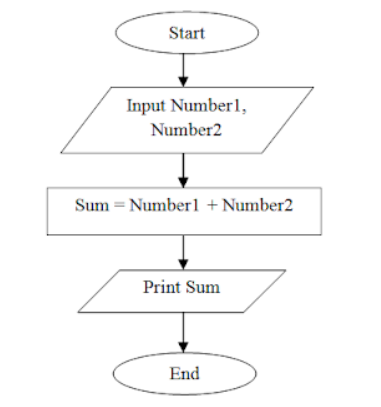 Start
Input Number1,
Number2
Sum = Number1 + Number2
Print Sum
End